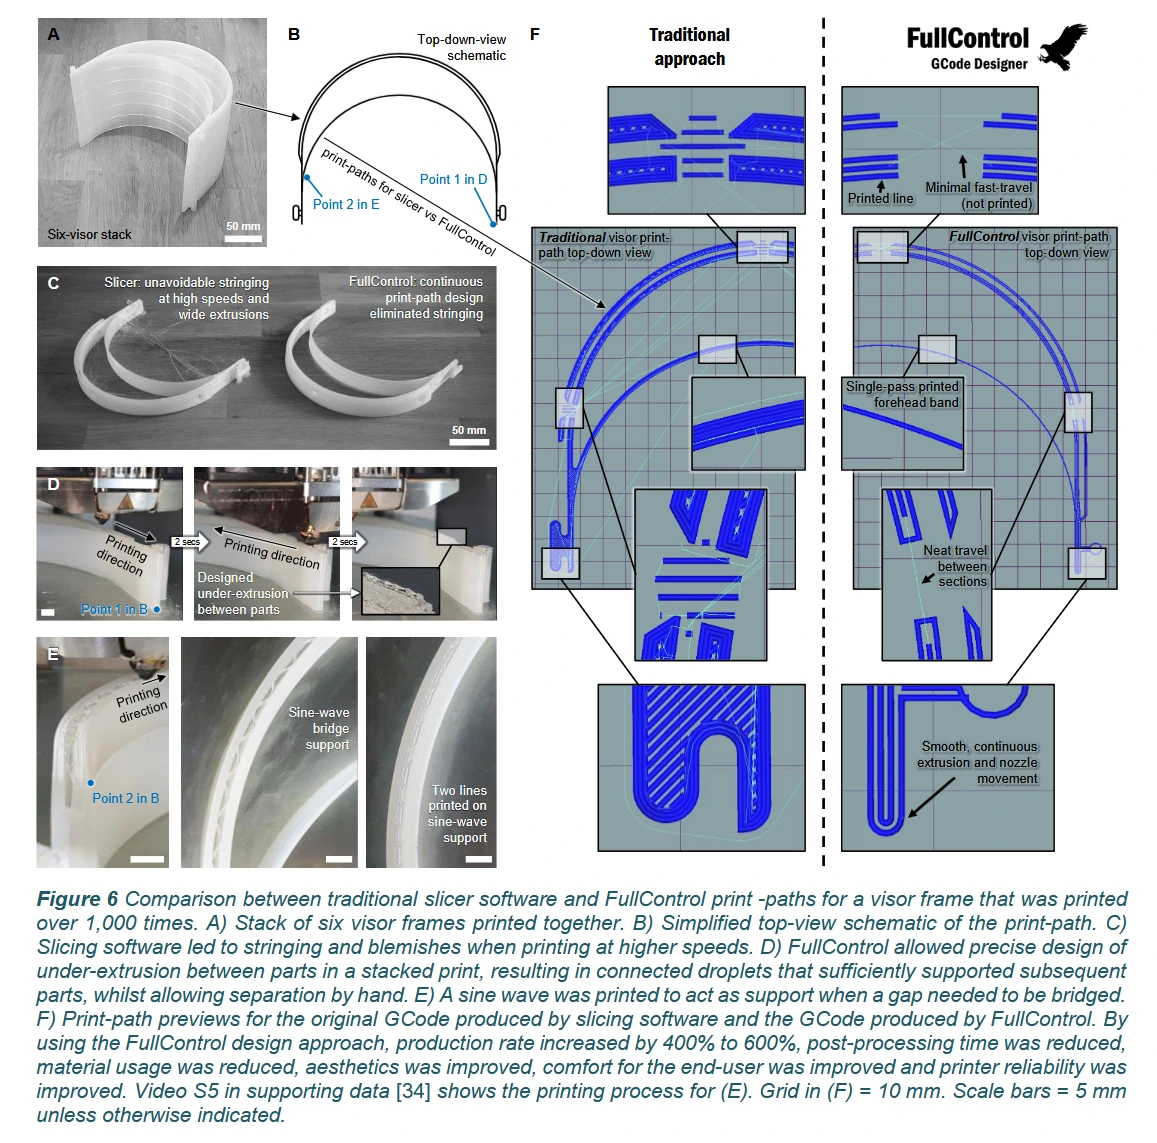 A
Six-visor stack
50 mm
B
Top-down-view
schematic
print-paths for slicer vs FullControl
Point 1 in D
Point 2 in E
C
Slicer: unavoidable stringing
at high speeds and
wide extrusions
FullControl: continuous
print-path design
eliminated stringing
50 mm
D
Printing
direction
Point 1 in B
2 secs
Printing direction
Designed
under-extrusion
between parts
2 secs
E
Printing
direction
Point 2 in B
Sine-wave
bridge
support
Two lines
printed on
sine-wave
support
F
Traditional
approach
FullControl
GCode Designer
Printed line
Minimal fast-travel
(not printed)
Traditional visor print-
path top-down view
FullControl visor print-path
top-down view
Single-pass printed
forehead band
Neat travel
between
sections
Smooth, continuous
extrusion and nozzle
movement
Figure 6 Comparison between traditional slicer software and FullControl print -paths for a visor frame that was printed
over 1,000 times. A) Stack of six visor frames printed together. B) Simplified top-view schematic of the print-path. C)
Slicing software led to stringing and blemishes when printing at higher speeds. D) FullControl allowed precise design of
under-extrusion between parts in a stacked print, resulting in connected droplets that sufficiently supported subsequent
parts, whilst allowing separation by hand. E) A sine wave was printed to act as support when a gap needed to be bridged.
F) Print-path previews for the original GCode produced by slicing software and the GCode produced by FullControl. By
using the FullControl design approach, production rate increased by 400% to 600%, post-processing time was reduced,
material usage was reduced, aesthetics was improved, comfort for the end-user was improved and printer reliability was
improved. Video S5 in supporting data [34] shows the printing process for (E). Grid in (F) = 10 mm. Scale bars = 5 mm
unless otherwise indicated.